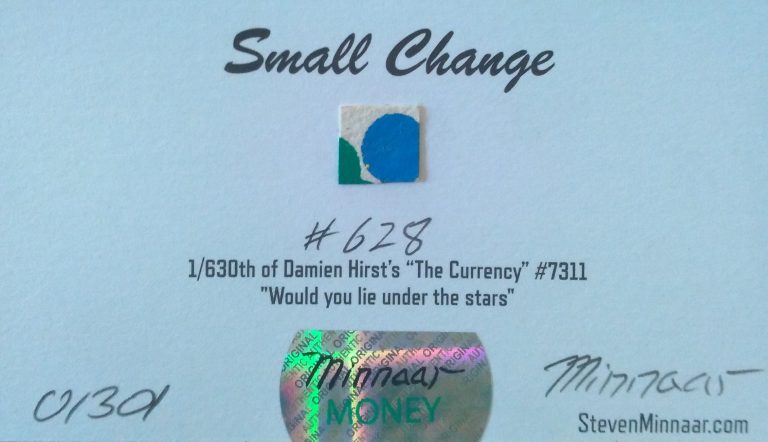 Small Change
#628
1/630th of Damien Hirst's "The Currency" #7311
"Would you lie under the stars"
Minnaar
MONEY
Minnaar
StevenMinnaar.com